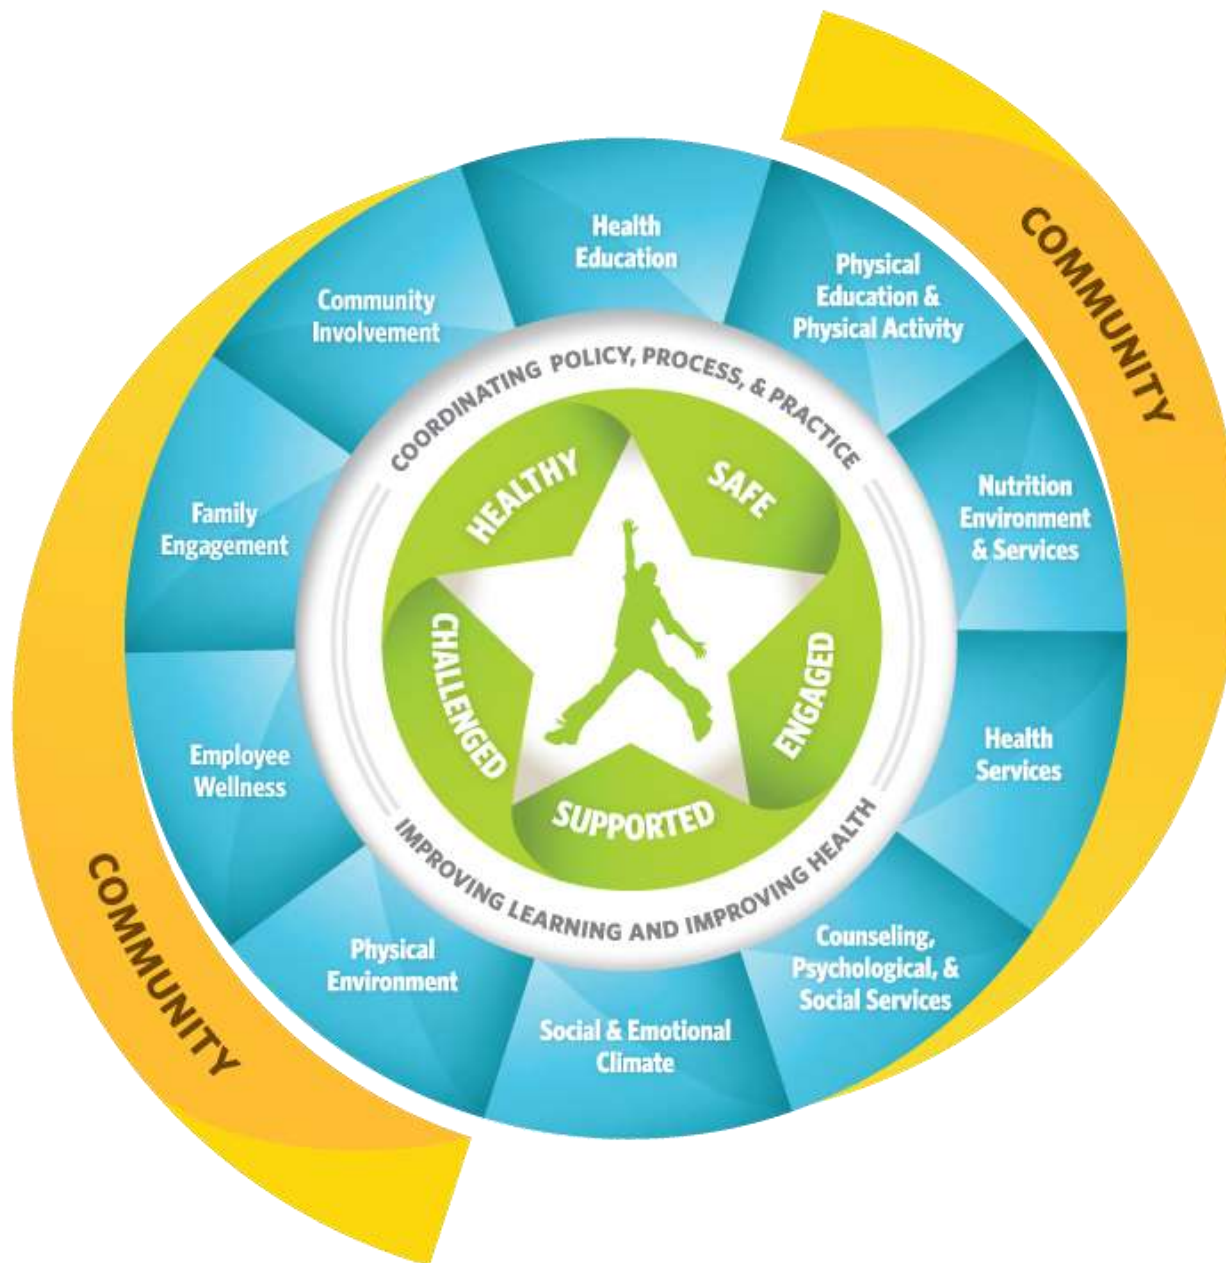 COMMUNITY
Health
Education
Physical
Education &
Physical Activity
Nutrition
Environment
& Services
Health
Services
Counseling,
Psychological, &
Social Services
Social & Emotional
Climate
Physical
Environment
Employee
Wellness
Family
Engagement
Community
Involvement
COORDINATING POLICY, PROCESS, & PRACTICE
IMPROVING LEARNING AND IMPROVING HEALTH
HEALTHY
SAFE
ENGAGED
SUPPORTED
CHALLENGED
COMMUNITY